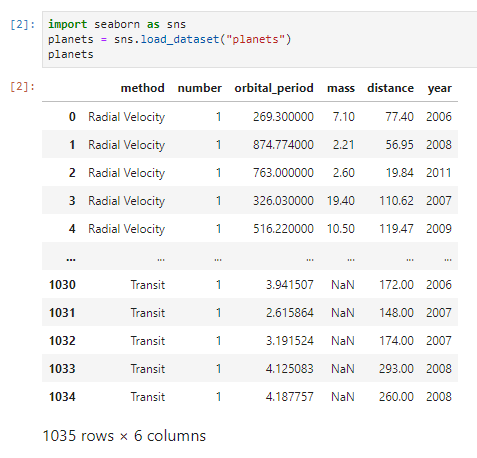 [2]: import seaborn as sns
planets = sns.load_dataset("planets")
planets
[2]: method number orbital_period mass distance year
0 Radial Velocity 1 269.300000 7.10 77.40 2006
1 Radial Velocity 1 874.774000 2.21 56.95 2008
2 Radial Velocity 1 763.000000 2.60 19.84 2011
3 Radial Velocity 1 326.030000 19.40 110.62 2007
4 Radial Velocity 1 516.220000 10.50 119.47 2009
... ... ... ... ... ... ...
1030 Transit 1 3.941507 NaN 172.00 2006
1031 Transit 1 2.615864 NaN 148.00 2007
1032 Transit 1 3.191524 NaN 174.00 2007
1033 Transit 1 4.125083 NaN 293.00 2008
1034 Transit 1 4.187757 NaN 260.00 2008
1035 rows × 6 columns